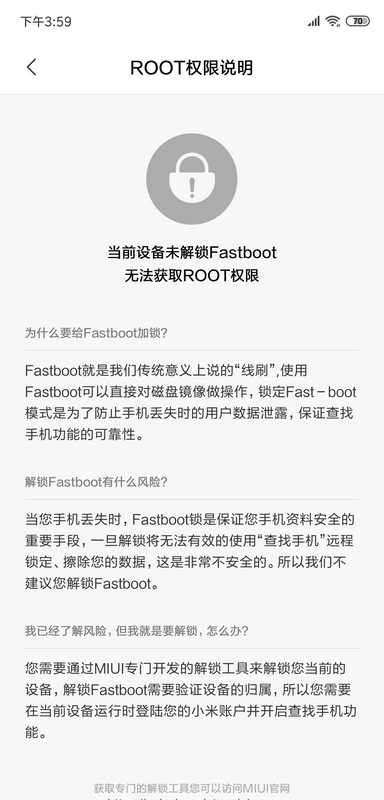 下午3:59
70
ROOT权限说明
当前设备未解锁Fastboot
无法获取ROOT权限
为什么要给Fastboot加锁?
Fastboot就是我们传统意义上说的“线刷”,使用
Fastboot可以直接对磁盘镜像做操作，锁定Fast-boot
模式是为了防止手机丢失时的用户数据泄露，保证查找
手机功能的可靠性。
解锁Fastboot有什么风险?
当您手机丢失时，Fastboot锁是保证您手机资料安全的
重要手段，一旦解锁将无法有效的使用“查找手机”远程
锁定、擦除您的数据，这是非常不安全的。所以我们不
建议您解锁Fastboot。
我已经了解风险，但我就是要解锁，怎么办?
您需要通过MIUI专门开发的解锁工具来解锁您当前的
设备，解锁Fastboot需要验证设备的归属，所以您需要
在当前设备运行时登陆您的小米账户并开启查找手机功
能。
获取专门的解锁工具您可以访问MIUI官网